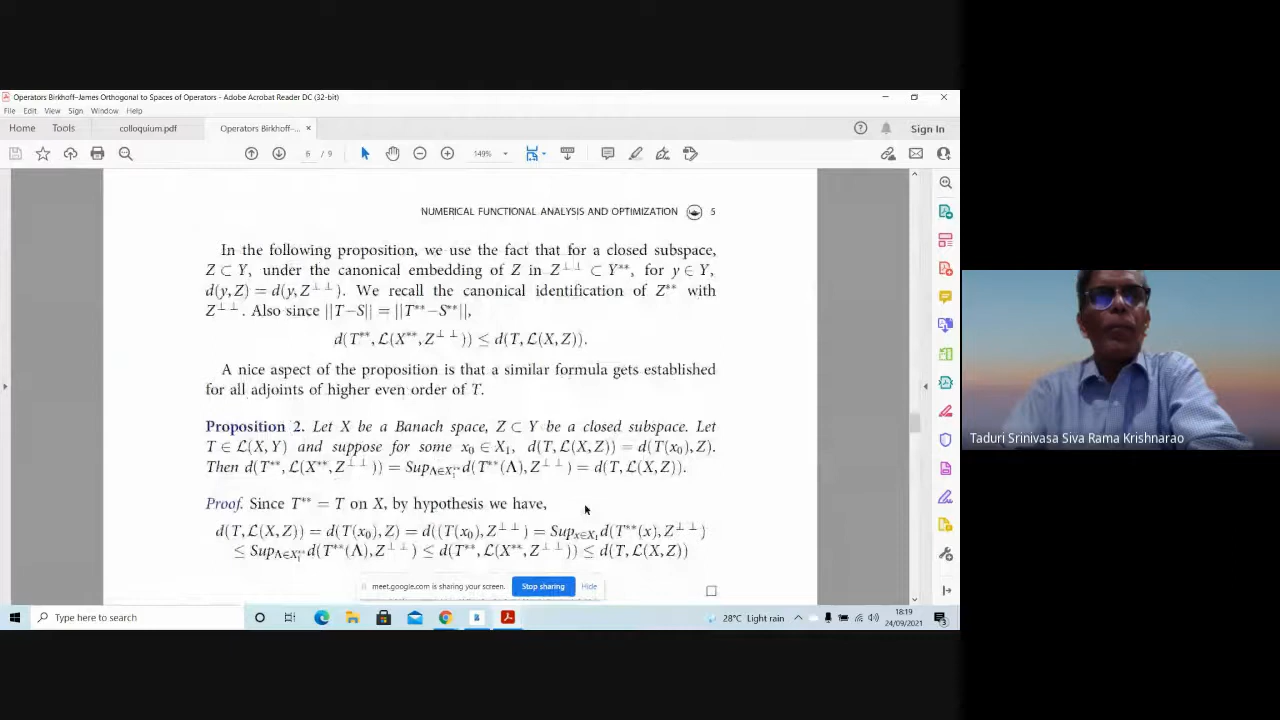 Operators Birkhoff-James Orthogonal to Spaces of Operators - Adobe Acrobat Reader DC (32-bit)
File Edit View Sign Window Help
Home Tools colloquium.pdf Operators Birkhoff-... × Sign In
6 / 9 149%
NUMERICAL FUNCTIONAL ANALYSIS AND OPTIMIZATION 5
In the following proposition, we use the fact that for a closed subspace,
Z ⊂ Y, under the canonical embedding of Z in Z^⊥⊥ ⊂ Y**, for y ∈ Y,
d(y, Z) = d(y, Z^⊥⊥). We recall the canonical identification of Z** with
Z^⊥⊥. Also since ||T−S|| = ||T**−S**||,
d(T**, ℒ(X**, Z^⊥⊥)) ≤ d(T, ℒ(X, Z)).
A nice aspect of the proposition is that a similar formula gets established
for all adjoints of higher even order of T.
Proposition 2. Let X be a Banach space, Z ⊂ Y be a closed subspace. Let
T ∈ ℒ(X, Y) and suppose for some x₀ ∈ X₁, d(T, ℒ(X, Z)) = d(T(x₀), Z).
Then d(T**, ℒ(X**, Z^⊥⊥)) = Sup_{Λ∈X₁**} d(T**(Λ), Z^⊥⊥) = d(T, ℒ(X, Z)).
Proof. Since T** = T on X, by hypothesis we have,
d(T, ℒ(X, Z)) = d(T(x₀), Z) = d((T(x₀), Z^⊥⊥) = Sup_{x∈X₁} d(T**(x), Z^⊥⊥)
≤ Sup_{Λ∈X₁**} d(T**(Λ), Z^⊥⊥) ≤ d(T**, ℒ(X**, Z^⊥⊥)) ≤ d(T, ℒ(X, Z))
meet.google.com is sharing your screen. Stop sharing Hide
Type here to search
28°C Light rain
18:19
24/09/2021
3
Taduri Srinivasa Siva Rama Krishnarao